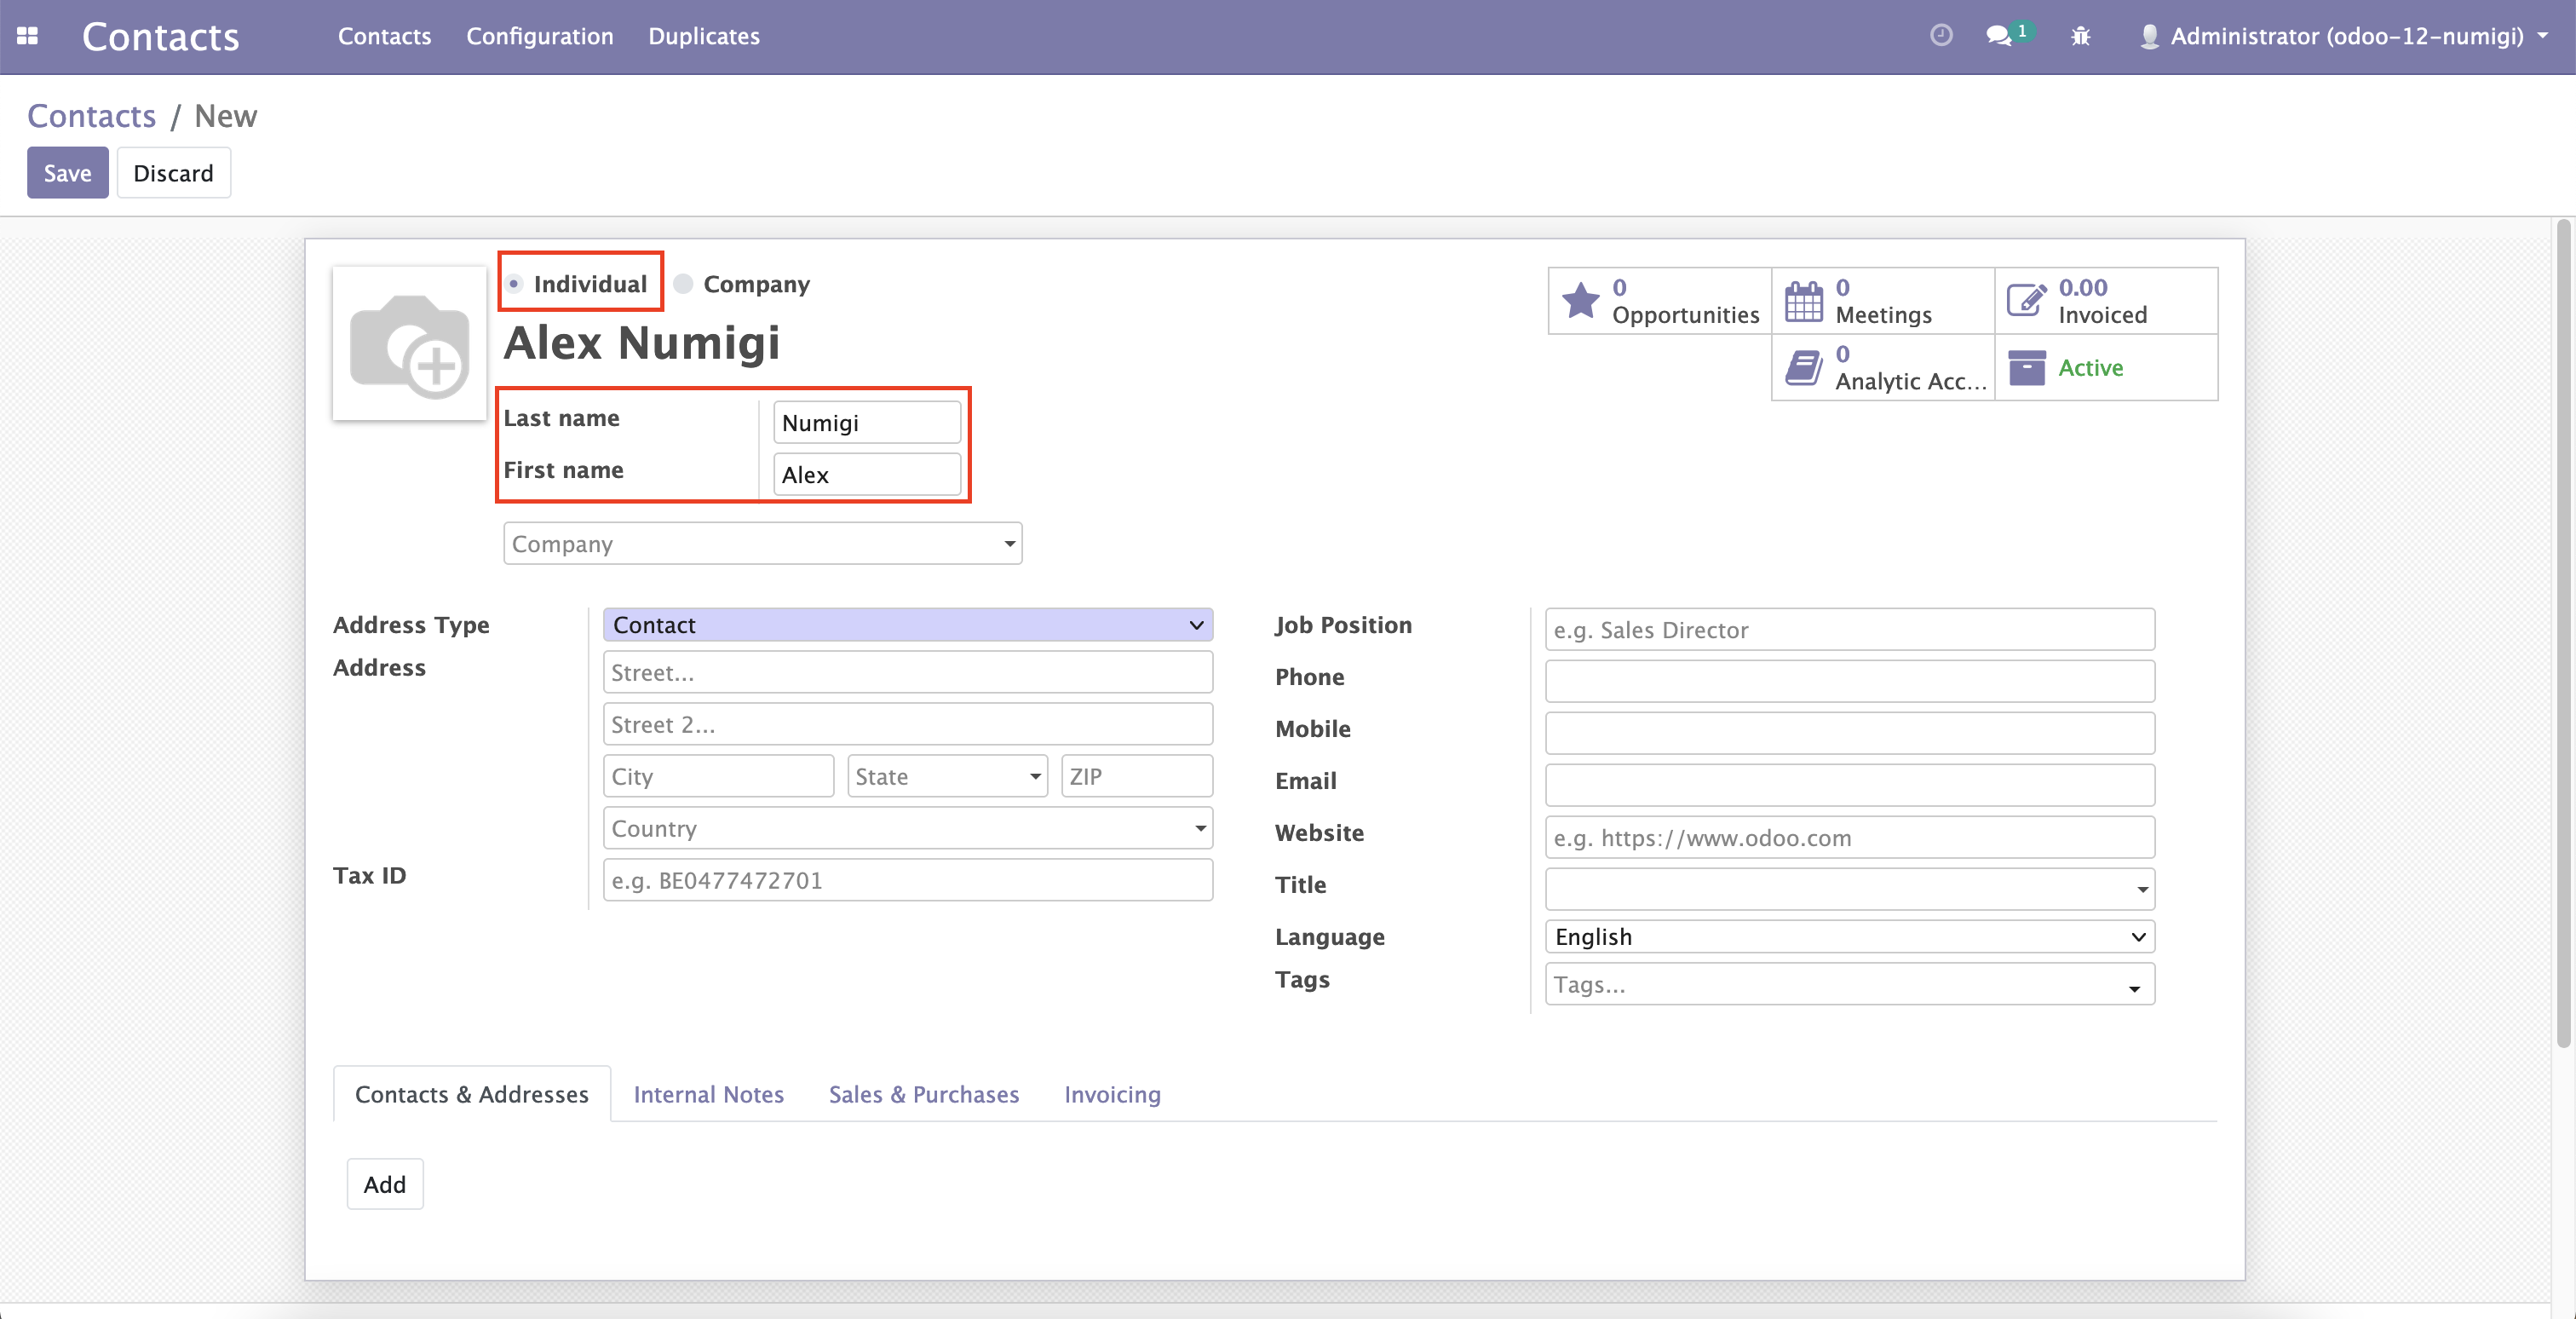 Contacts Contacts Configuration Duplicates 1 Administrator (odoo-12-numigi)
Contacts / New
Save Discard
Individual Company
Alex Numigi
Last name Numigi
First name Alex
Company
0 Opportunities
0 Meetings
0.00 Invoiced
0 Analytic Acc...
Active
Address Type Contact
Address Street...
Street 2...
City State ZIP
Country
Tax ID e.g. BE0477472701
Job Position e.g. Sales Director
Phone
Mobile
Email
Website e.g. https://www.odoo.com
Title
Language English
Tags Tags...
Contacts & Addresses Internal Notes Sales & Purchases Invoicing
Add